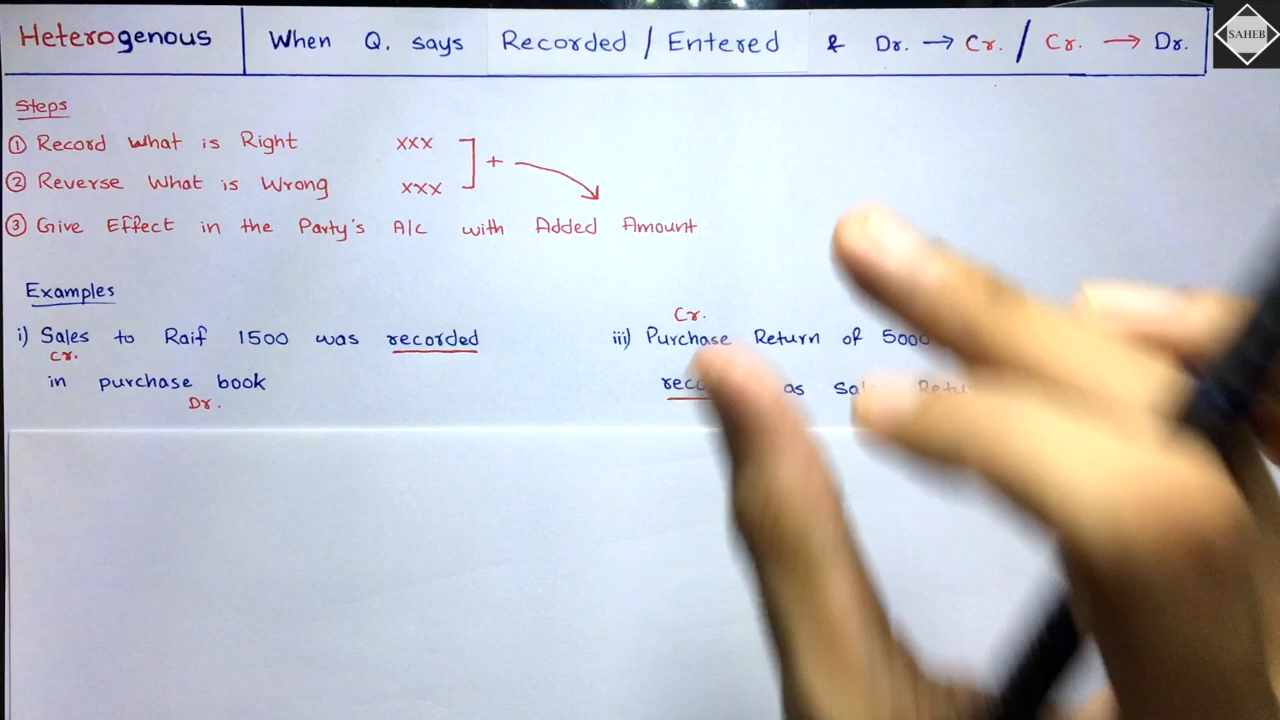 Heterogenous When Q. says Recorded / Entered & Dr. → Cr. / Cr. → Dr.
SAHEB
Steps
① Record What is Right xxx
② Reverse What is Wrong xxx
+
③ Give Effect in the Party's A/c with Added Amount
Examples
i) Sales to Raif 1500 was recorded
Cr.
in purchase book
Dr.
Cr.
iii) Purchase Return of 5000
as